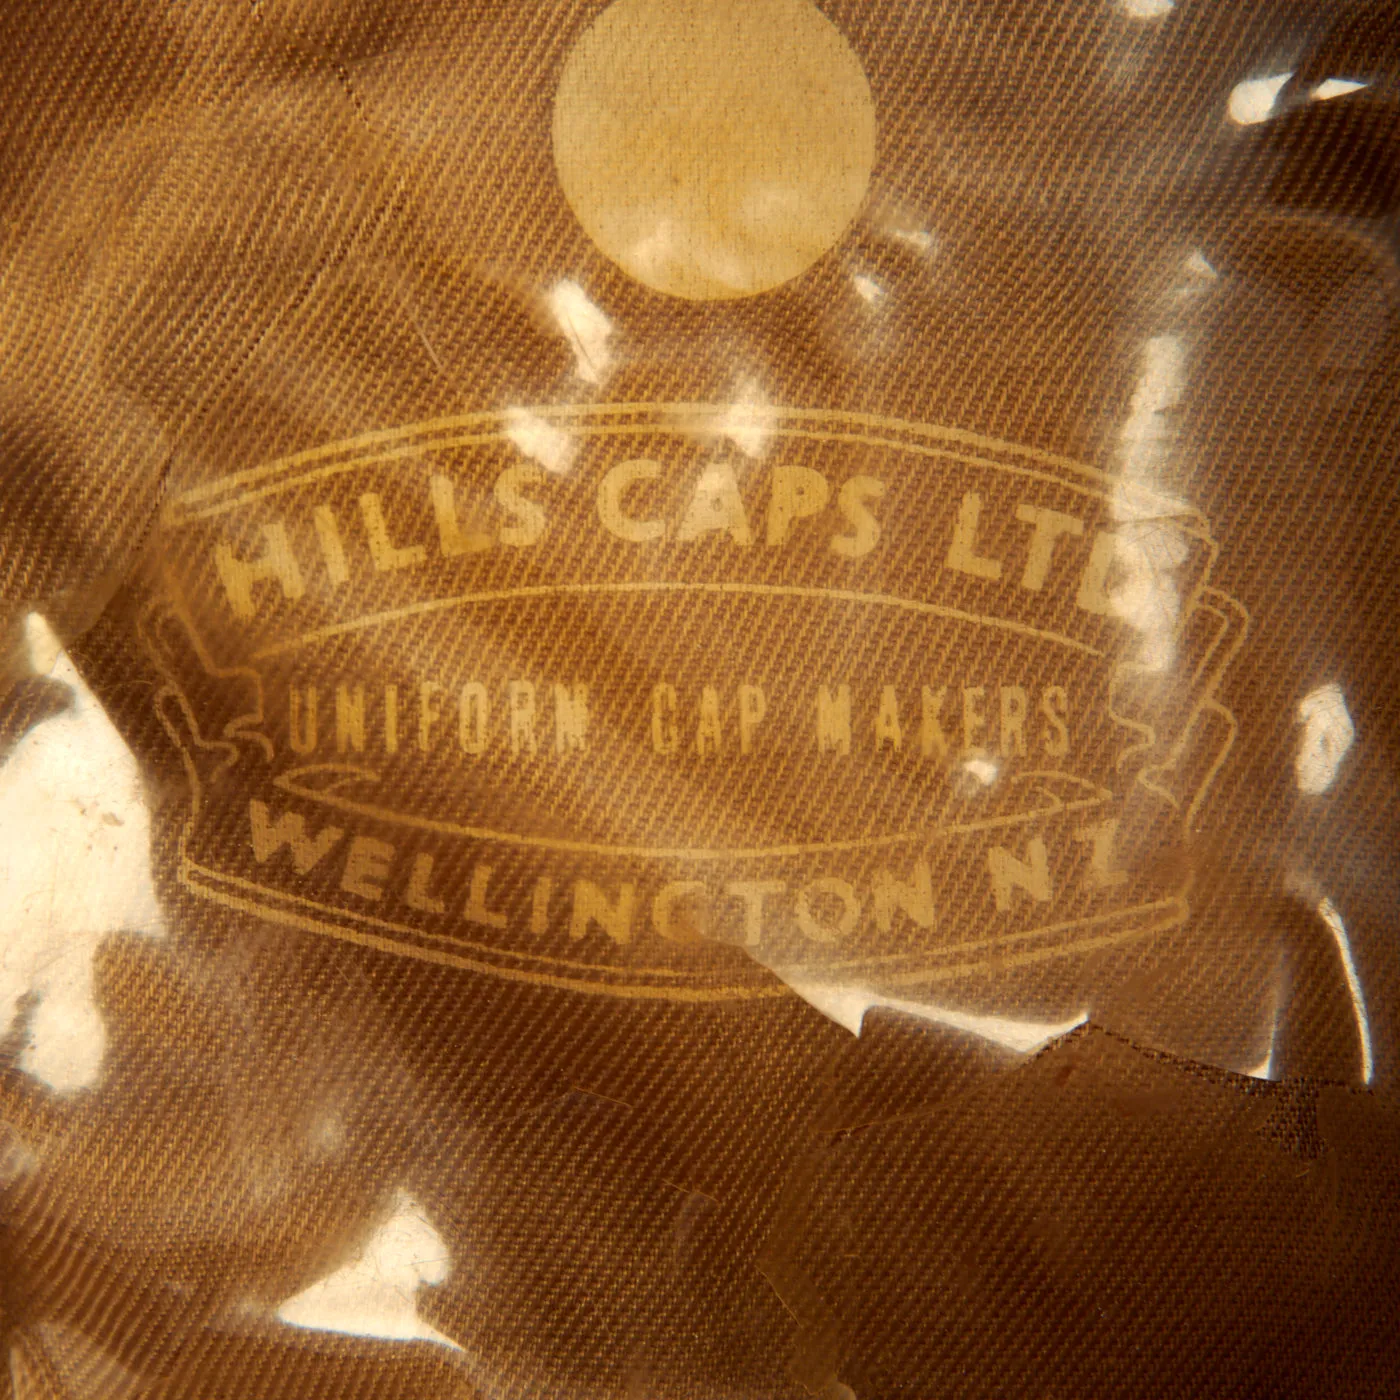 HILLS CAPS LTD
UNIFORM CAP MAKERS
WELLINGTON NZ